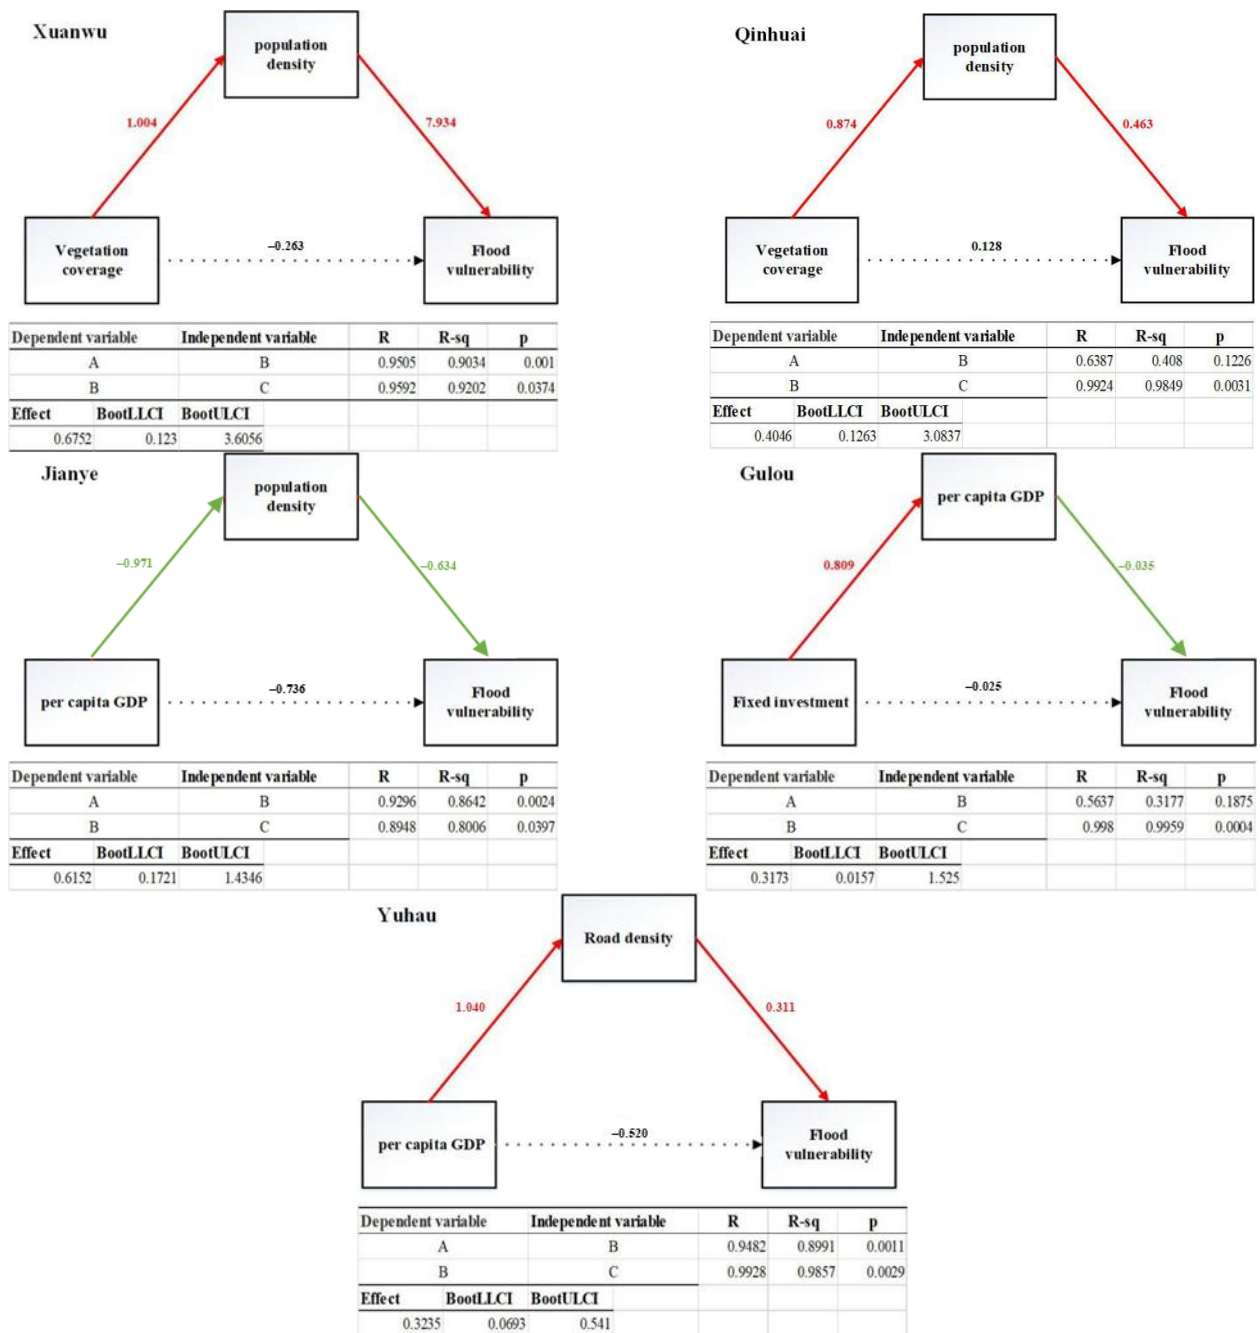 Xuanwu
population
density
1.004
7.934
Vegetation
coverage
−0.263
Flood
vulnerability
Dependent variable Independent variable R R-sq p
A B 0.9505 0.9034 0.001
B C 0.9592 0.9202 0.0374
Effect BootLLCI BootULCI
0.6752 0.123 3.6056
Qinhuai
population
density
0.874
0.463
Vegetation
coverage
0.128
Flood
vulnerability
Dependent variable Independent variable R R-sq p
A B 0.6387 0.408 0.1226
B C 0.9924 0.9849 0.0031
Effect BootLLCI BootULCI
0.4046 0.1263 3.0837
Jianye
population
density
−0.971
−0.634
per capita GDP
−0.736
Flood
vulnerability
Dependent variable Independent variable R R-sq p
A B 0.9296 0.8642 0.0024
B C 0.8948 0.8006 0.0397
Effect BootLLCI BootULCI
0.6152 0.1721 1.4346
Gulou
per capita GDP
0.809
−0.035
Fixed investment
−0.025
Flood
vulnerability
Dependent variable Independent variable R R-sq p
A B 0.5637 0.3177 0.1875
B C 0.998 0.9959 0.0004
Effect BootLLCI BootULCI
0.3173 0.0157 1.525
Yuhau
Road density
1.040
0.311
per capita GDP
−0.520
Flood
vulnerability
Dependent variable Independent variable R R-sq p
A B 0.9482 0.8991 0.0011
B C 0.9928 0.9857 0.0029
Effect BootLLCI BootULCI
0.3235 0.0693 0.541